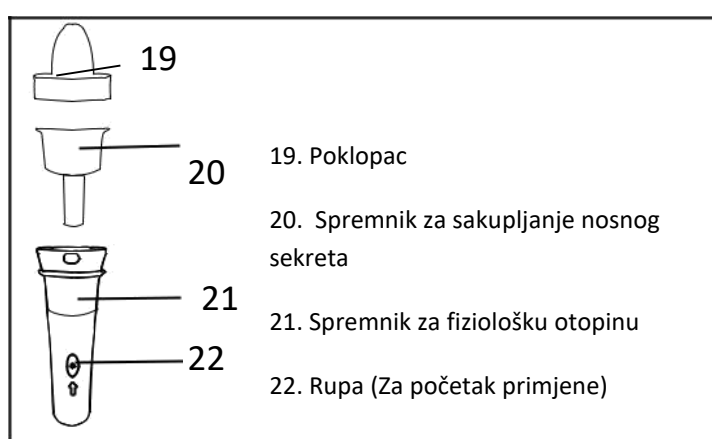 19
20
21
22
19. Poklopac
20. Spremnik za sakupljanje nosnog
sekreta
21. Spremnik za fiziološku otopinu
22. Rupa (Za početak primjene)